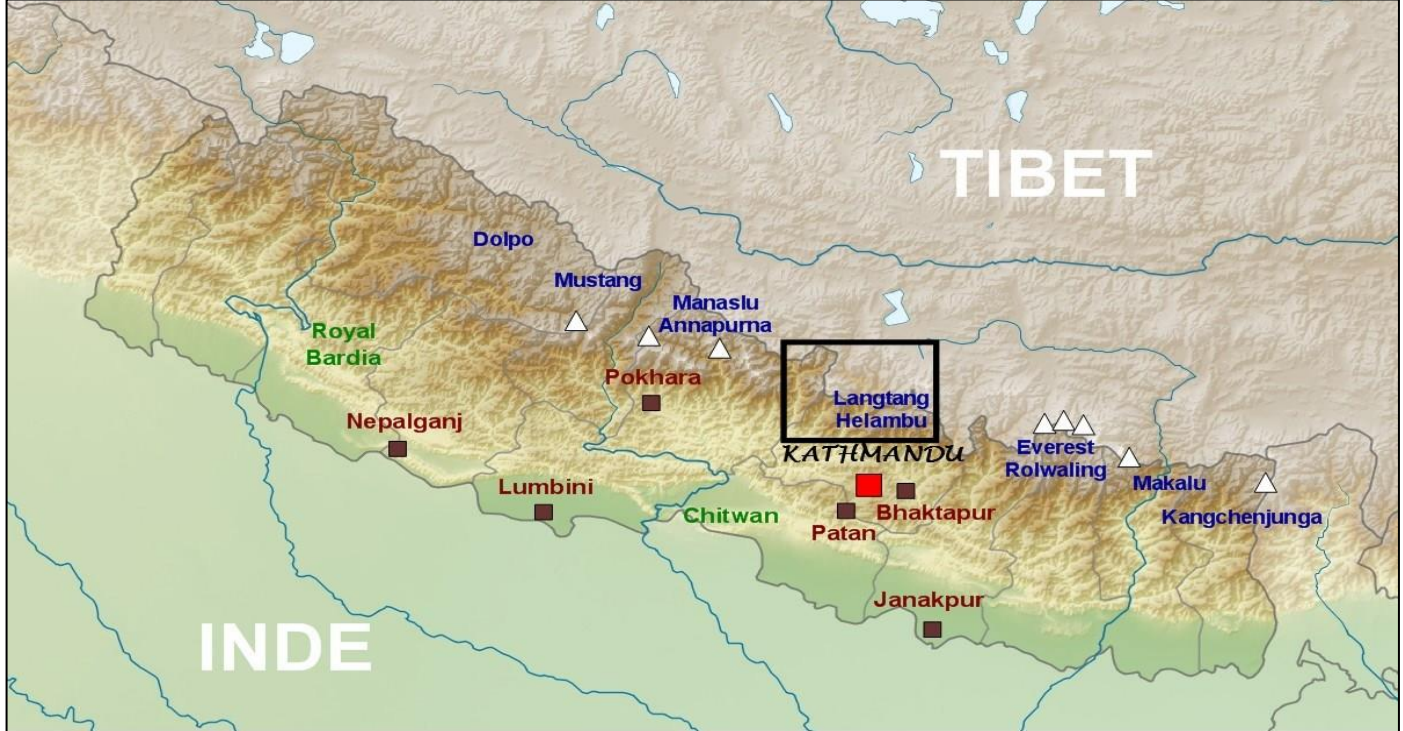 TIBET
Dolpo
Mustang
Manaslu
Annapurna
Royal
Bardia
Pokhara
Langtang
Helambu
Nepalganj
KATHMANDU
Everest
Rolwaling
Makalu
Lumbini
Chitwan
Bhaktapur
Patan
Kangchenjunga
Janakpur
INDE